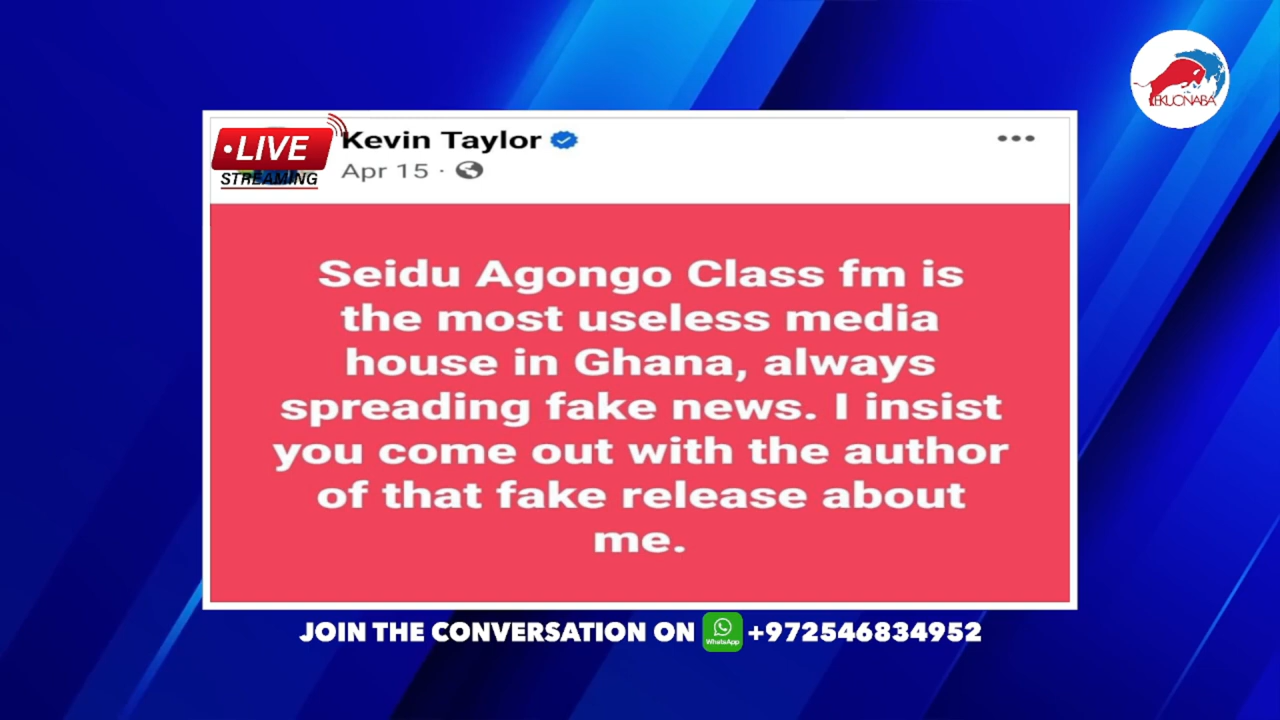 EKUONABA
• LIVE
STREAMING
Kevin Taylor
Apr 15 ·
Seidu Agongo Class fm is
the most useless media
house in Ghana, always
spreading fake news. I insist
you come out with the author
of that fake release about
me.
JOIN THE CONVERSATION ON WhatsApp +972546834952